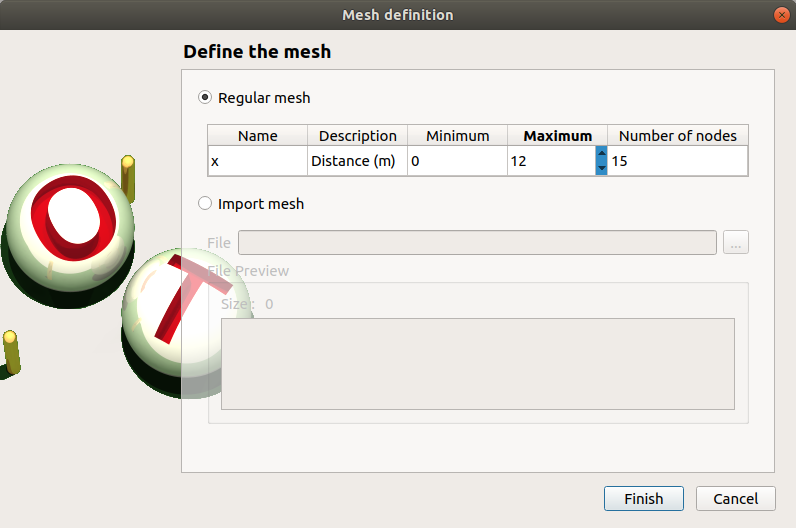 Mesh definition
Define the mesh
Regular mesh
Name Description Minimum Maximum Number of nodes
x Distance (m) 0 12 15
Import mesh
File ...
File Preview
Size: 0
O
T
Finish Cancel